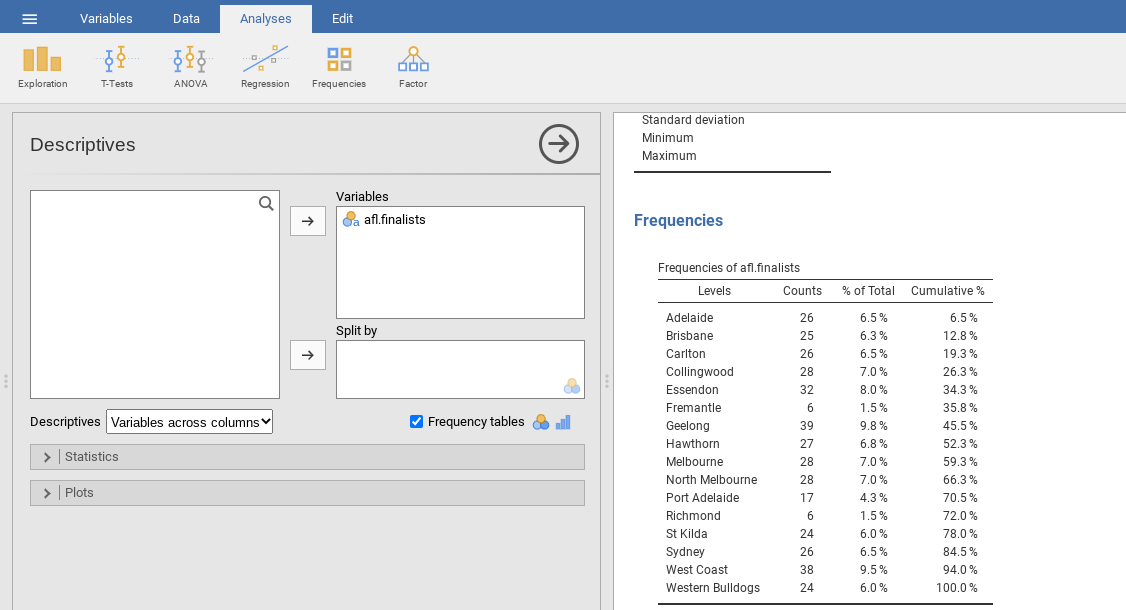 Variables Data Analyses Edit
Exploration T-Tests ANOVA Regression Frequencies Factor
Descriptives
Variables
a afl.finalists
Split by
Descriptives Variables across columns Frequency tables
Statistics
Plots
Standard deviation
Minimum
Maximum
Frequencies
Frequencies of afl.finalists
Levels Counts % of Total Cumulative %
Adelaide 26 6.5 % 6.5 %
Brisbane 25 6.3 % 12.8 %
Carlton 26 6.5 % 19.3 %
Collingwood 28 7.0 % 26.3 %
Essendon 32 8.0 % 34.3 %
Fremantle 6 1.5 % 35.8 %
Geelong 39 9.8 % 45.5 %
Hawthorn 27 6.8 % 52.3 %
Melbourne 28 7.0 % 59.3 %
North Melbourne 28 7.0 % 66.3 %
Port Adelaide 17 4.3 % 70.5 %
Richmond 6 1.5 % 72.0 %
St Kilda 24 6.0 % 78.0 %
Sydney 26 6.5 % 84.5 %
West Coast 38 9.5 % 94.0 %
Western Bulldogs 24 6.0 % 100.0 %